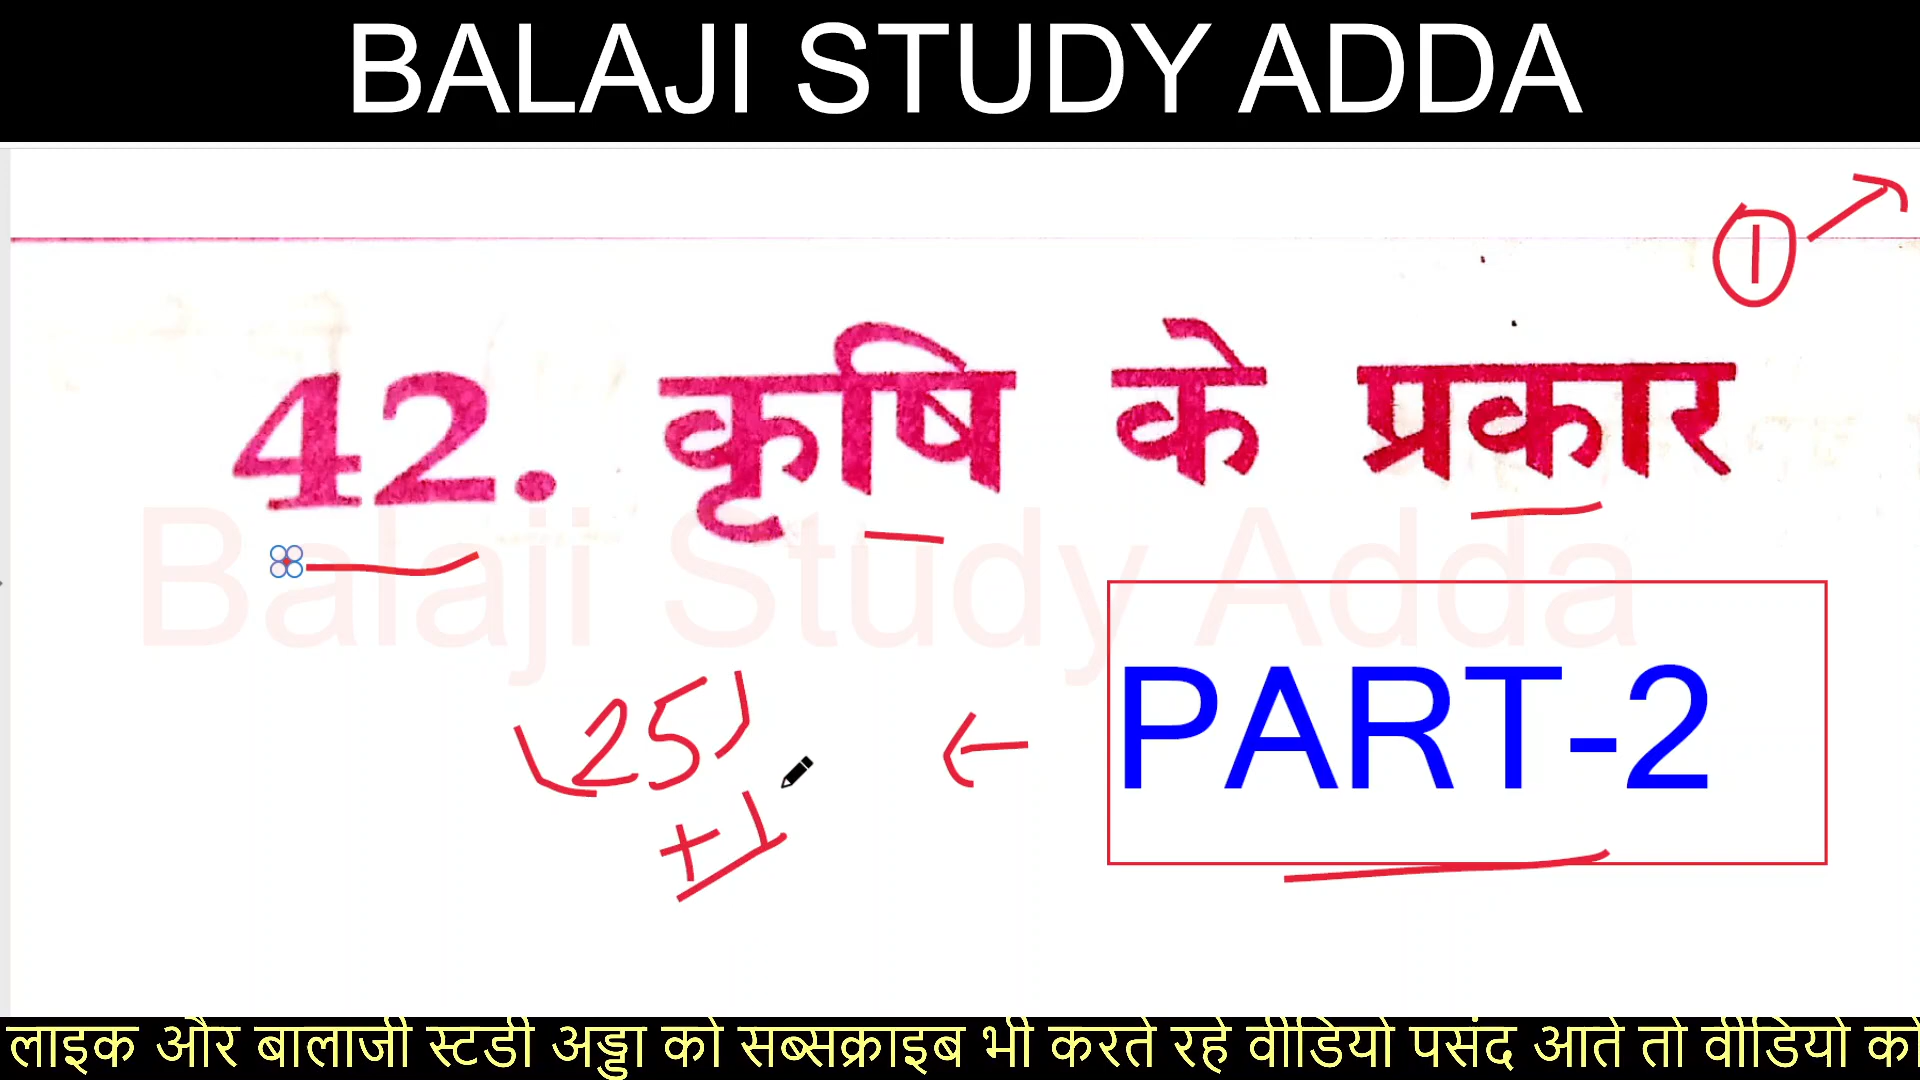 BALAJI STUDY ADDA
1
42. कृषि के प्रकार
Balaji Study Adda
PART-2
(25)
+1
लाइक और बालाजी स्टडी अड्डा को सब्सक्राइब भी करते रहे वीडियो पसंद आते तो वीडियो को